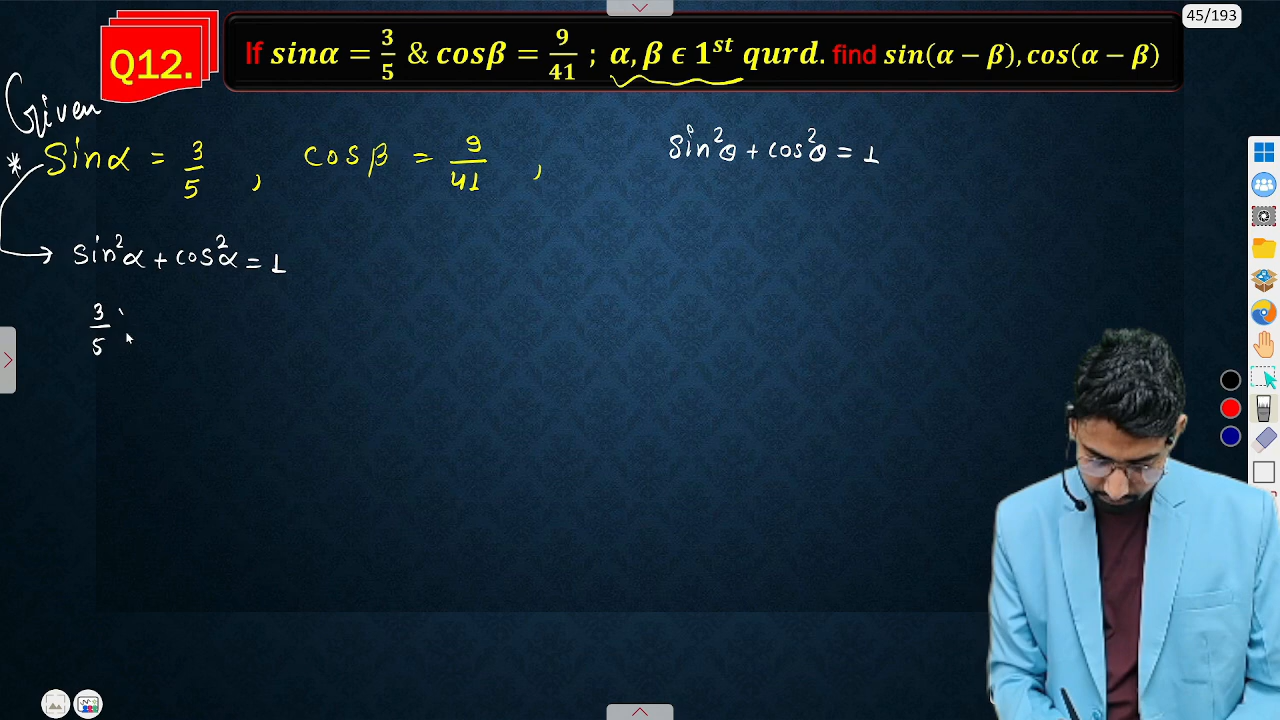 45/193
Q12.
If sinα = 3/5 & cosβ = 9/41 ; α, β ϵ 1ˢᵗ qurd. find sin(α − β), cos(α − β)
Given
* Sinα = 3/5 , cosβ = 9/41 ,
sin²θ + cos²θ = 1
sin²α + cos²α = 1
3/5